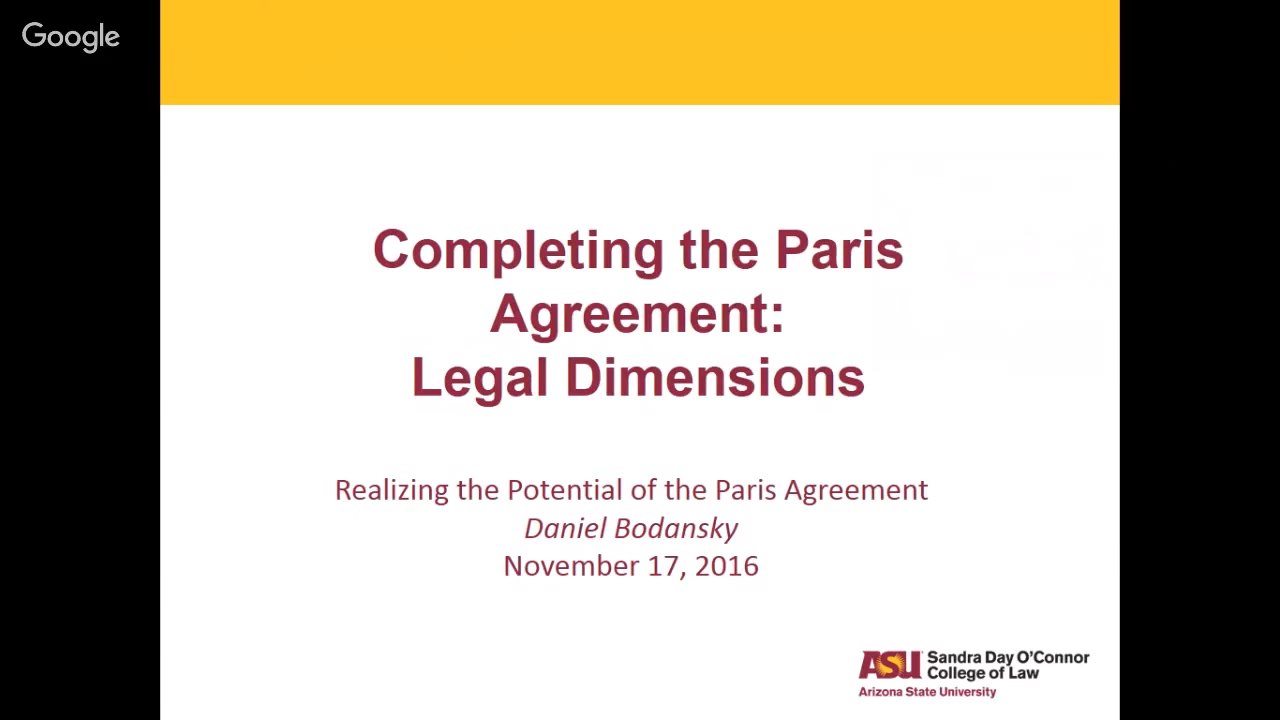 Google
Completing the Paris
Agreement:
Legal Dimensions
Realizing the Potential of the Paris Agreement
Daniel Bodansky
November 17, 2016
ASU Sandra Day O'Connor
College of Law
Arizona State University